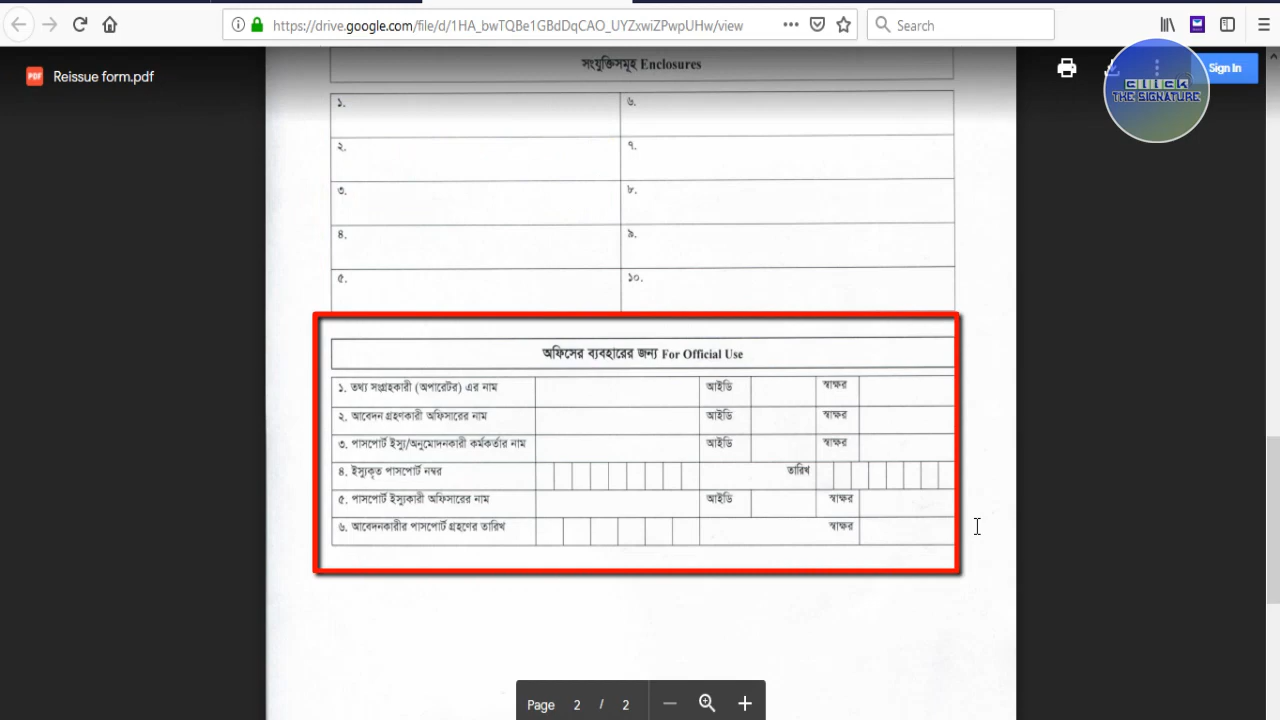 https://drive.google.com/file/d/1HA_bwTQBe1GBdDqCAO_UYZxwiZPwpUHw/view
Search
Reissue form.pdf
Sign In
CLICK
THE SIGNATURE
সংযুক্তিসমূহ Enclosures
১. ৬.
২. ৭.
৩. ৮.
৪. ৯.
৫. ১০.
অফিসের ব্যবহারের জন্য For Official Use
১. তথ্য সংগ্রহকারী (অপারেটর) এর নাম আইডি স্বাক্ষর
২. আবেদন গ্রহণকারী অফিসারের নাম আইডি স্বাক্ষর
৩. পাসপোর্ট ইস্যু/অনুমোদনকারী কর্মকর্তার নাম আইডি স্বাক্ষর
৪. ইস্যুকৃত পাসপোর্ট নম্বর তারিখ
৫. পাসপোর্ট ইস্যুকারী অফিসারের নাম আইডি স্বাক্ষর
৬. আবেদনকারীর পাসপোর্ট গ্রহণের তারিখ স্বাক্ষর
Page 2 / 2